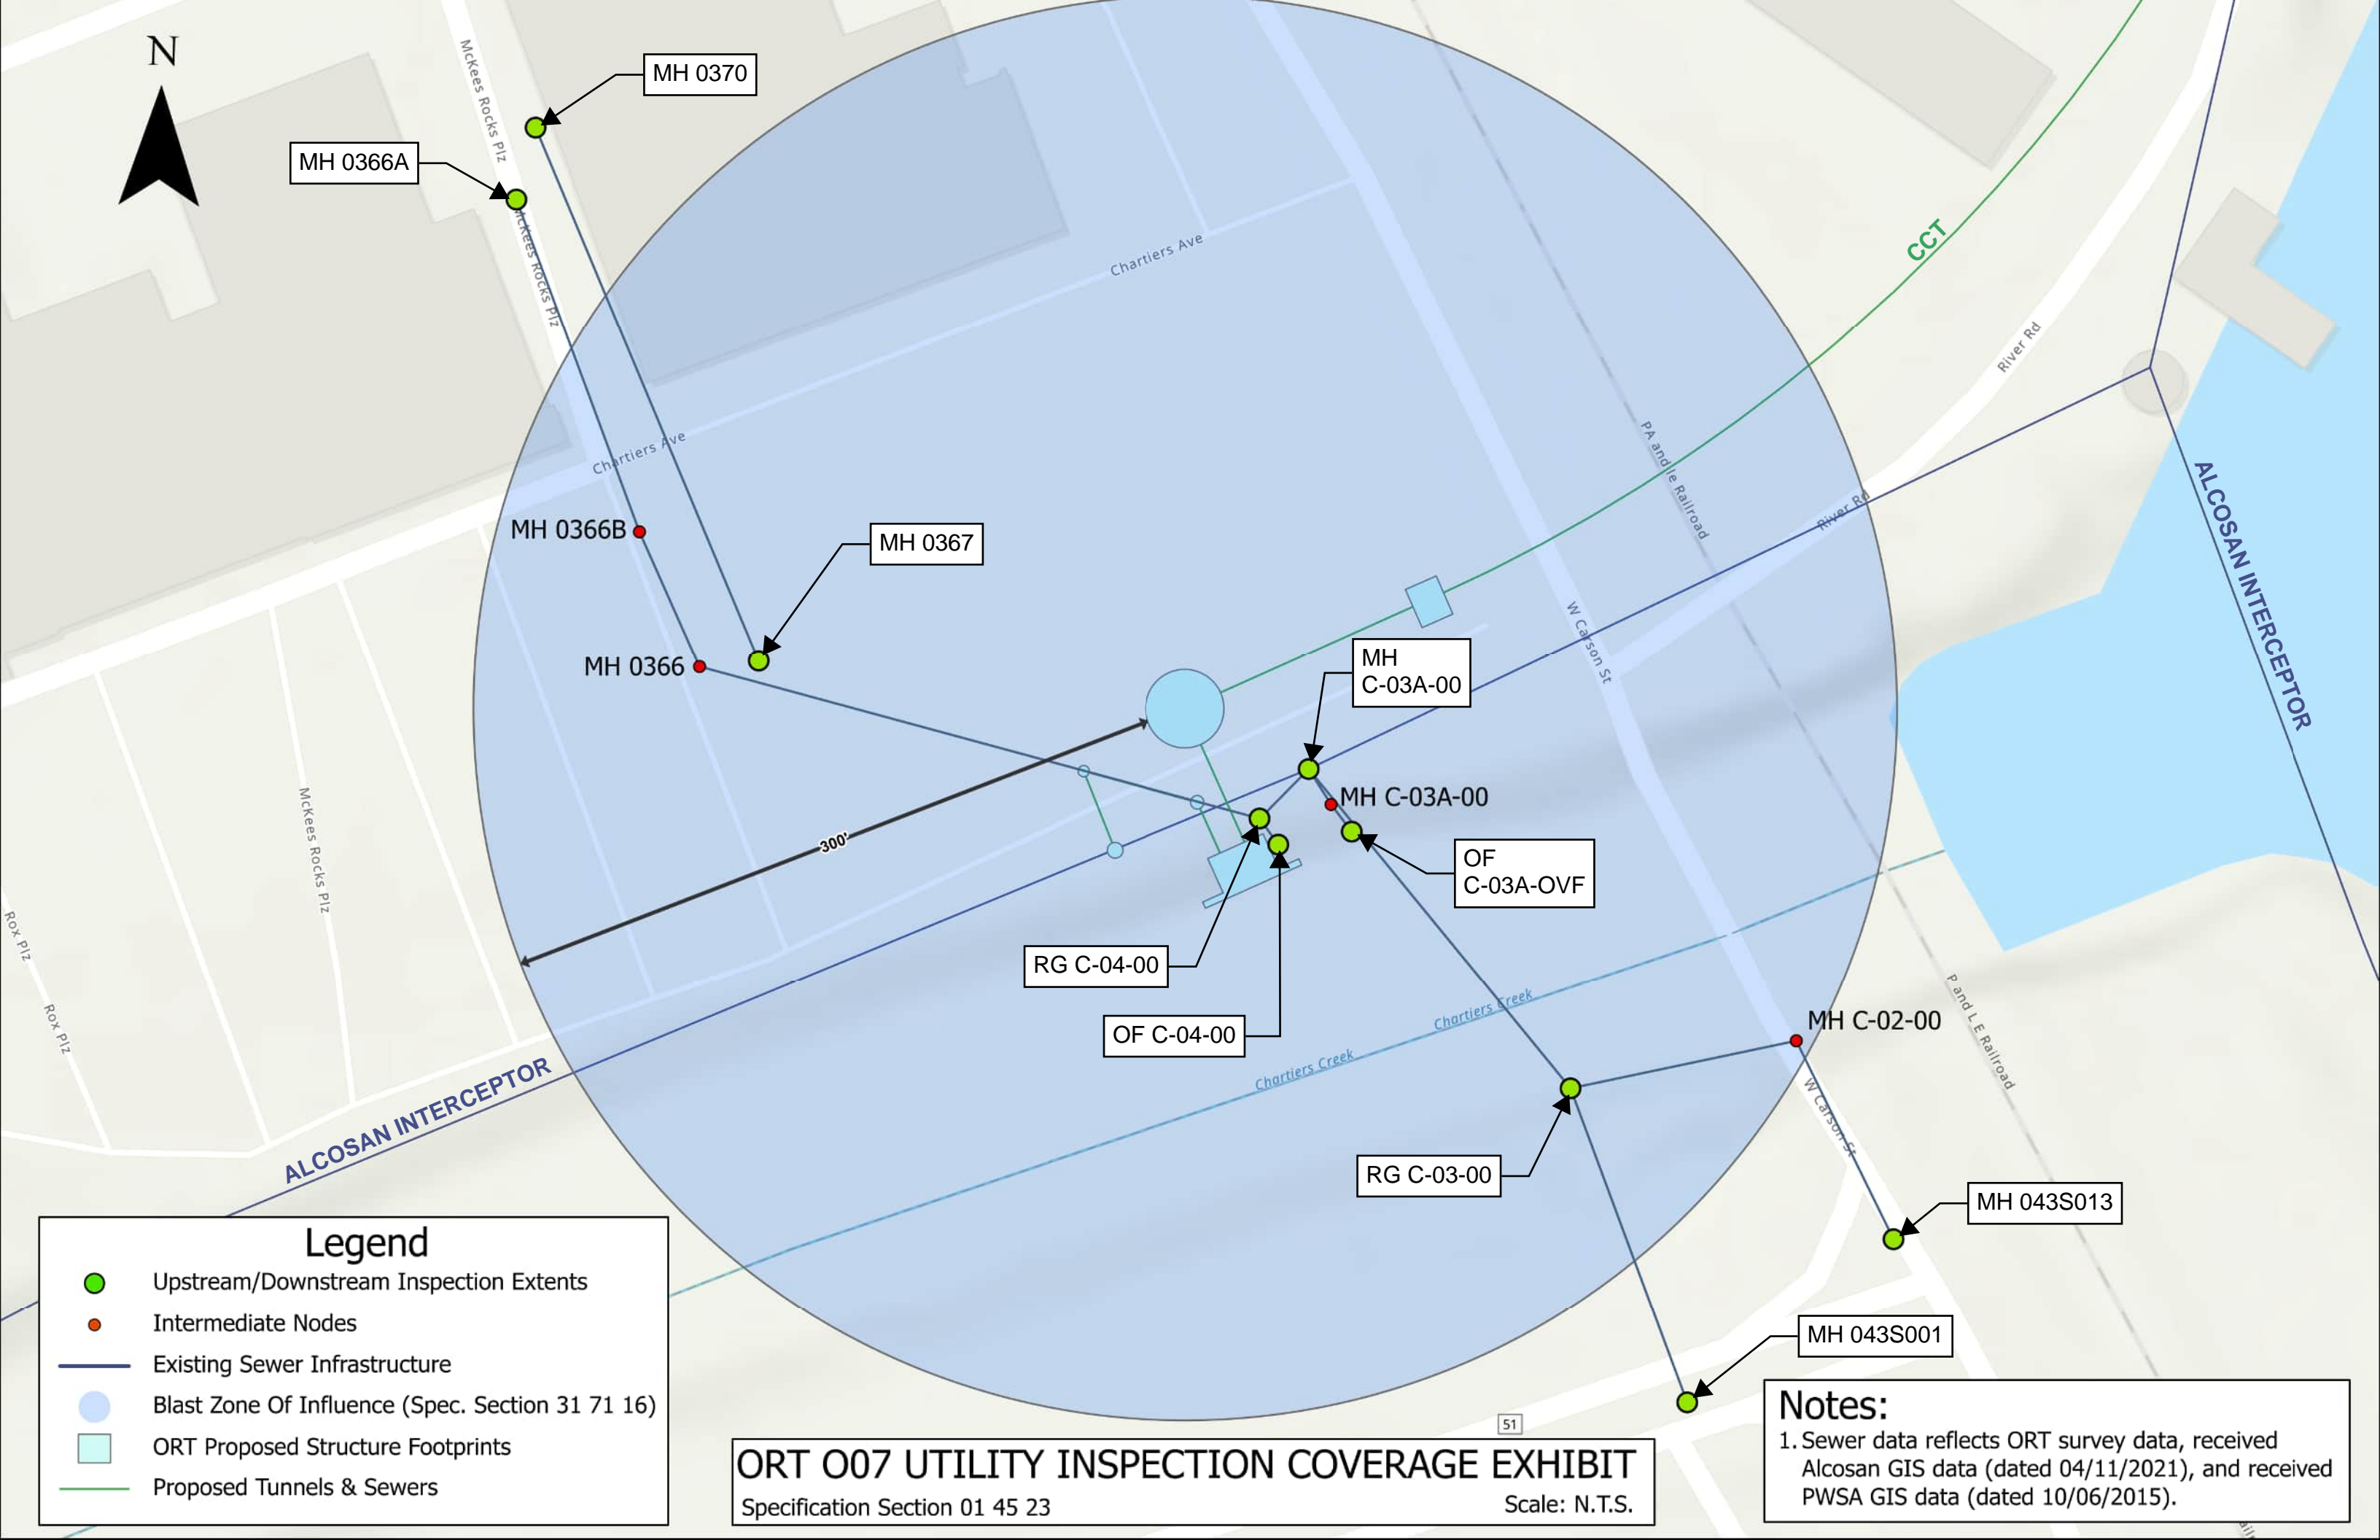 N
McKees Rocks Plz
MH 0370
MH 0366A
McKees Rocks Plz
Chartiers Ave
CCT
River Rd
Chartiers Ave
PA and le Railroad
River Rd
ALCOSAN INTERCEPTOR
MH 0366B
MH 0367
MH 0366
W Carson St
MH
C-03A-00
MH C-03A-00
300'
McKees Rocks Plz
OF
C-03A-OVF
Rox Plz
Rox Plz
RG C-04-00
OF C-04-00
Chartiers Creek
Chartiers Creek
P and L E Railroad
MH C-02-00
W Carson St
ALCOSAN INTERCEPTOR
RG C-03-00
MH 043S013
MH 043S001
51
Legend
Upstream/Downstream Inspection Extents
Intermediate Nodes
Existing Sewer Infrastructure
Blast Zone Of Influence (Spec. Section 31 71 16)
ORT Proposed Structure Footprints
Proposed Tunnels & Sewers
ORT O07 UTILITY INSPECTION COVERAGE EXHIBIT
Specification Section 01 45 23
Scale: N.T.S.
Notes:
1. Sewer data reflects ORT survey data, received
Alcosan GIS data (dated 04/11/2021), and received
PWSA GIS data (dated 10/06/2015).